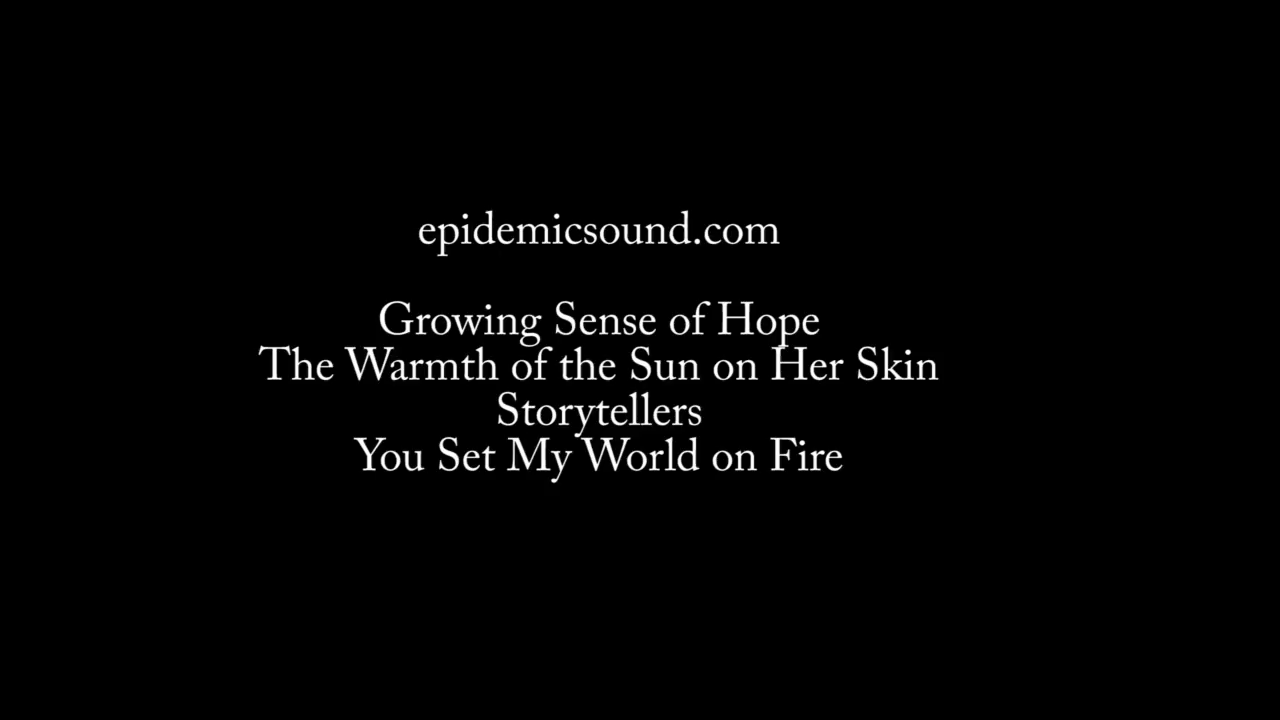 epidemicsound.com
Growing Sense of Hope
The Warmth of the Sun on Her Skin
Storytellers
You Set My World on Fire